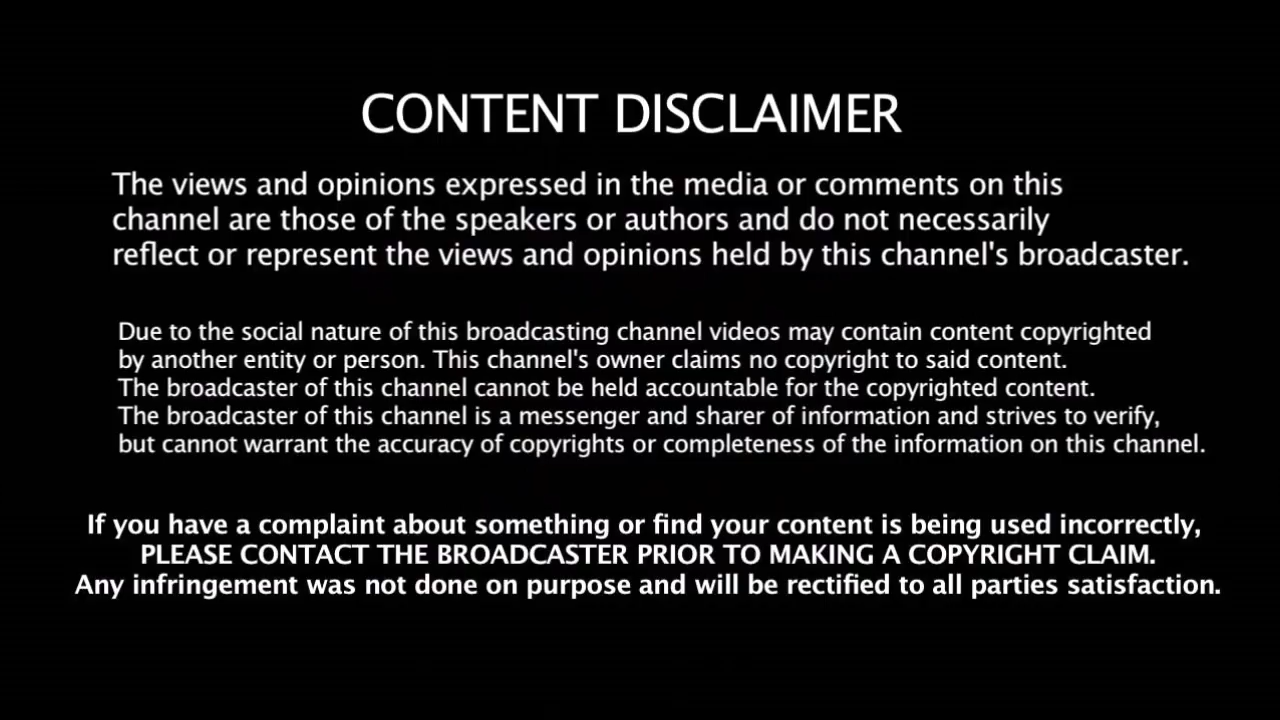 CONTENT DISCLAIMER
The views and opinions expressed in the media or comments on this
channel are those of the speakers or authors and do not necessarily
reflect or represent the views and opinions held by this channel's broadcaster.
Due to the social nature of this broadcasting channel videos may contain content copyrighted
by another entity or person. This channel's owner claims no copyright to said content.
The broadcaster of this channel cannot be held accountable for the copyrighted content.
The broadcaster of this channel is a messenger and sharer of information and strives to verify,
but cannot warrant the accuracy of copyrights or completeness of the information on this channel.
If you have a complaint about something or find your content is being used incorrectly,
PLEASE CONTACT THE BROADCASTER PRIOR TO MAKING A COPYRIGHT CLAIM.
Any infringement was not done on purpose and will be rectified to all parties satisfaction.